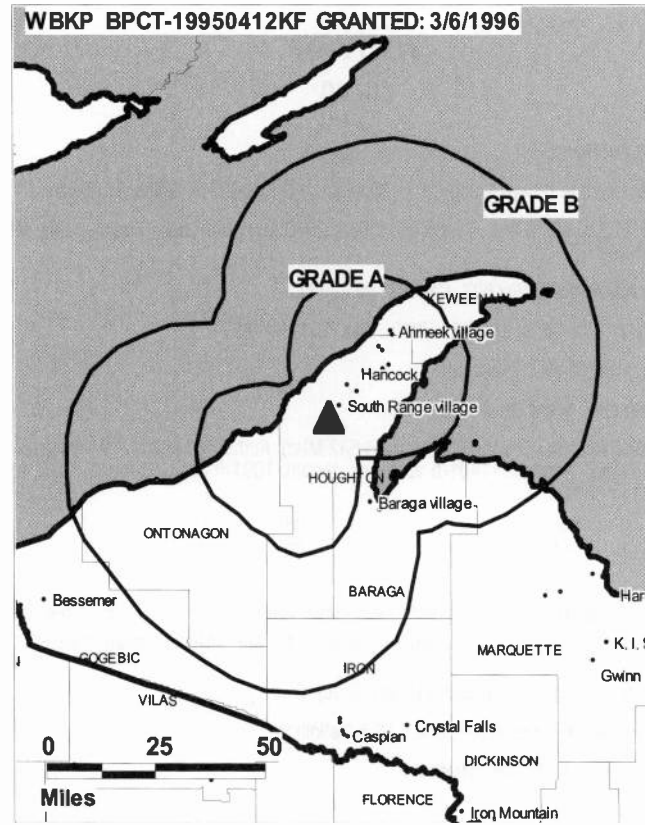 WBKP BPCT-19950412KF GRANTED: 3/6/1996
GRADE B
GRADE A
KEWEENAW
Ahmeek village
Hancock
South Range village
HOUGHTON
Baraga village
ONTONAGON
BARAGA
Bessemer
Har
MARQUETTE
K. I. S
GOGEBIC
IRON
Gwinn
VILAS
Crystal Falls
Caspian
0 25 50
DICKINSON
Miles
FLORENCE
Iron Mountain